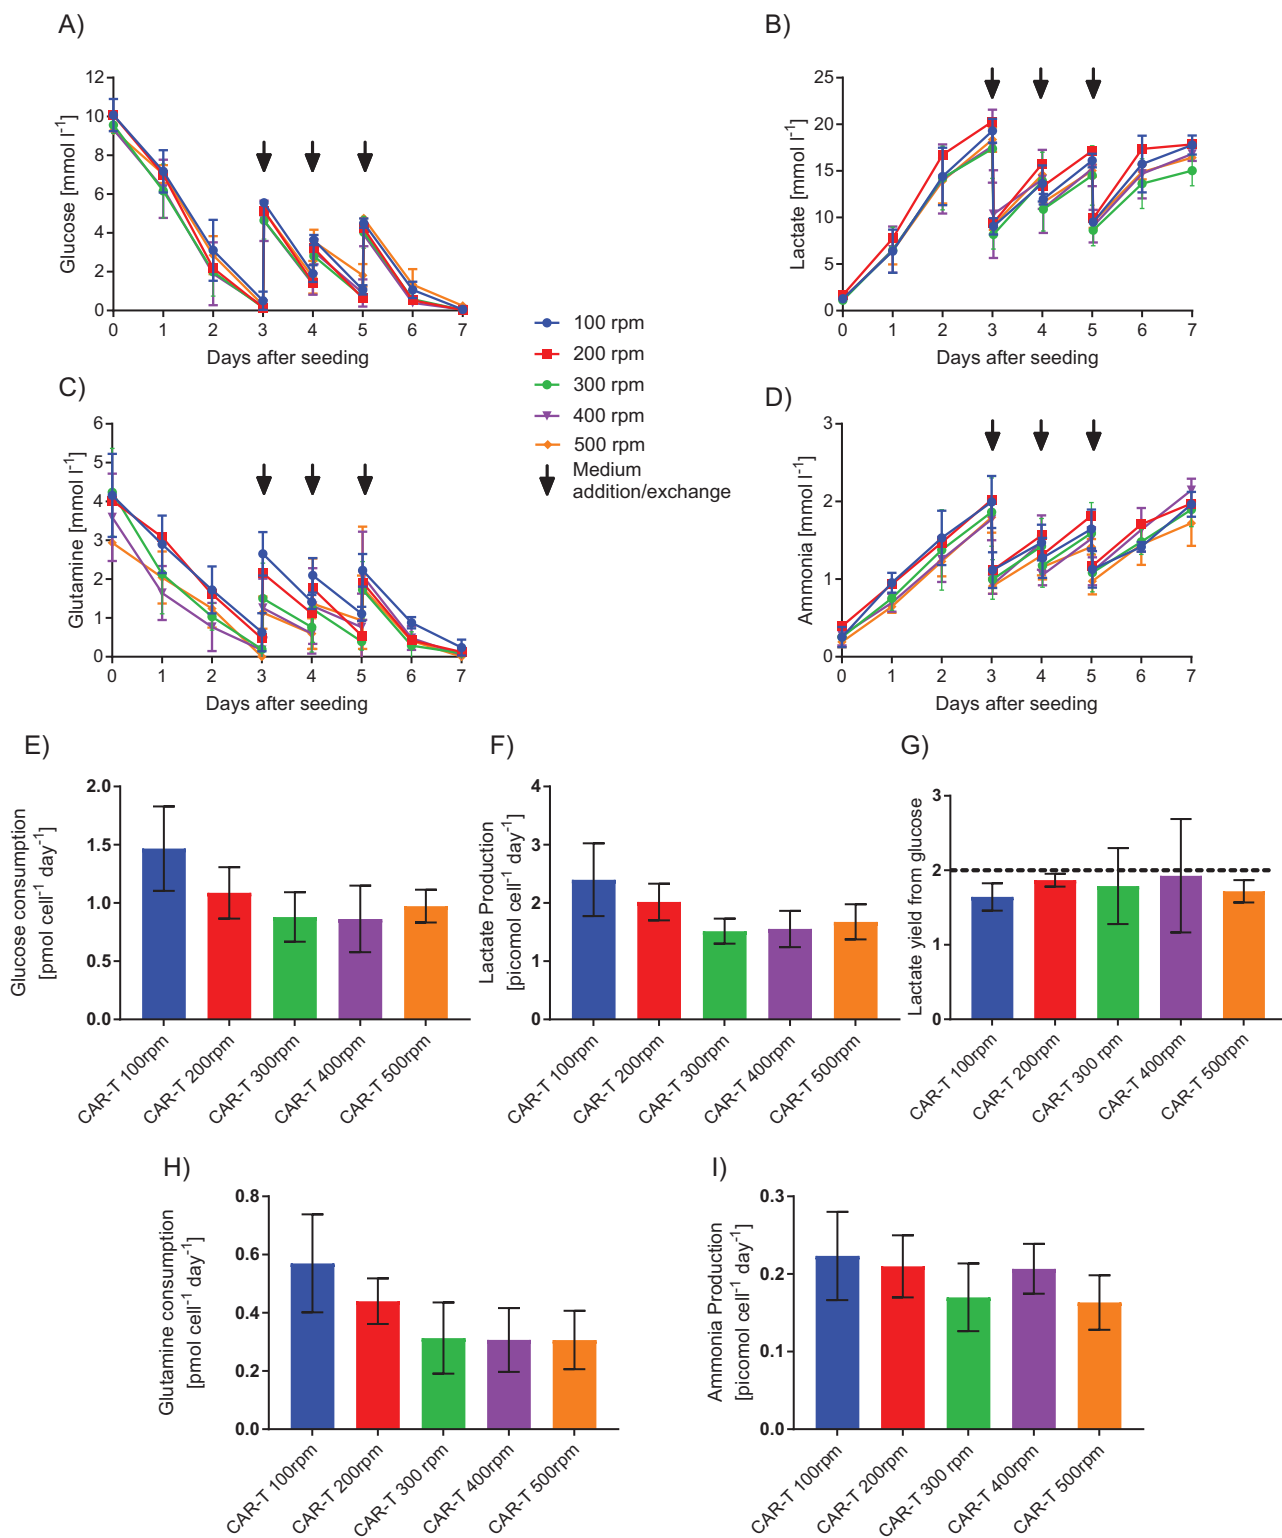 A)
B)
Glucose [mmol l⁻¹]
12
10
8
6
4
2
0
0 1 2 3 4 5 6 7
Days after seeding
Lactate [mmol l⁻¹]
25
20
15
10
5
0
0 1 2 3 4 5 6 7
Days after seeding
100 rpm
200 rpm
300 rpm
400 rpm
500 rpm
Medium
addition/exchange
C)
D)
Glutamine [mmol l⁻¹]
6
5
4
3
2
1
0
0 1 2 3 4 5 6 7
Days after seeding
Ammonia [mmol l⁻¹]
3
2
1
0
0 1 2 3 4 5 6 7
Days after seeding
E)
F)
G)
Glucose consumption
[pmol cell⁻¹ day⁻¹]
2.0
1.5
1.0
0.5
0.0
CAR-T 100rpm
CAR-T 200rpm
CAR-T 300rpm
CAR-T 400rpm
CAR-T 500rpm
Lactate Production
[picomol cell⁻¹ day⁻¹]
4
3
2
1
0
CAR-T 100rpm
CAR-T 200rpm
CAR-T 300rpm
CAR-T 400rpm
CAR-T 500rpm
Lactate yield from glucose
3
2
1
0
CAR-T 100rpm
CAR-T 200rpm
CAR-T 300 rpm
CAR-T 400rpm
CAR-T 500rpm
H)
I)
Glutamine consumption
[pmol cell⁻¹ day⁻¹]
0.8
0.6
0.4
0.2
0.0
CAR-T 100rpm
CAR-T 200rpm
CAR-T 300 rpm
CAR-T 400rpm
CAR-T 500rpm
Ammonia Production
[picomol cell⁻¹ day⁻¹]
0.3
0.2
0.1
0.0
CAR-T 100rpm
CAR-T 200rpm
CAR-T 300 rpm
CAR-T 400rpm
CAR-T 500rpm